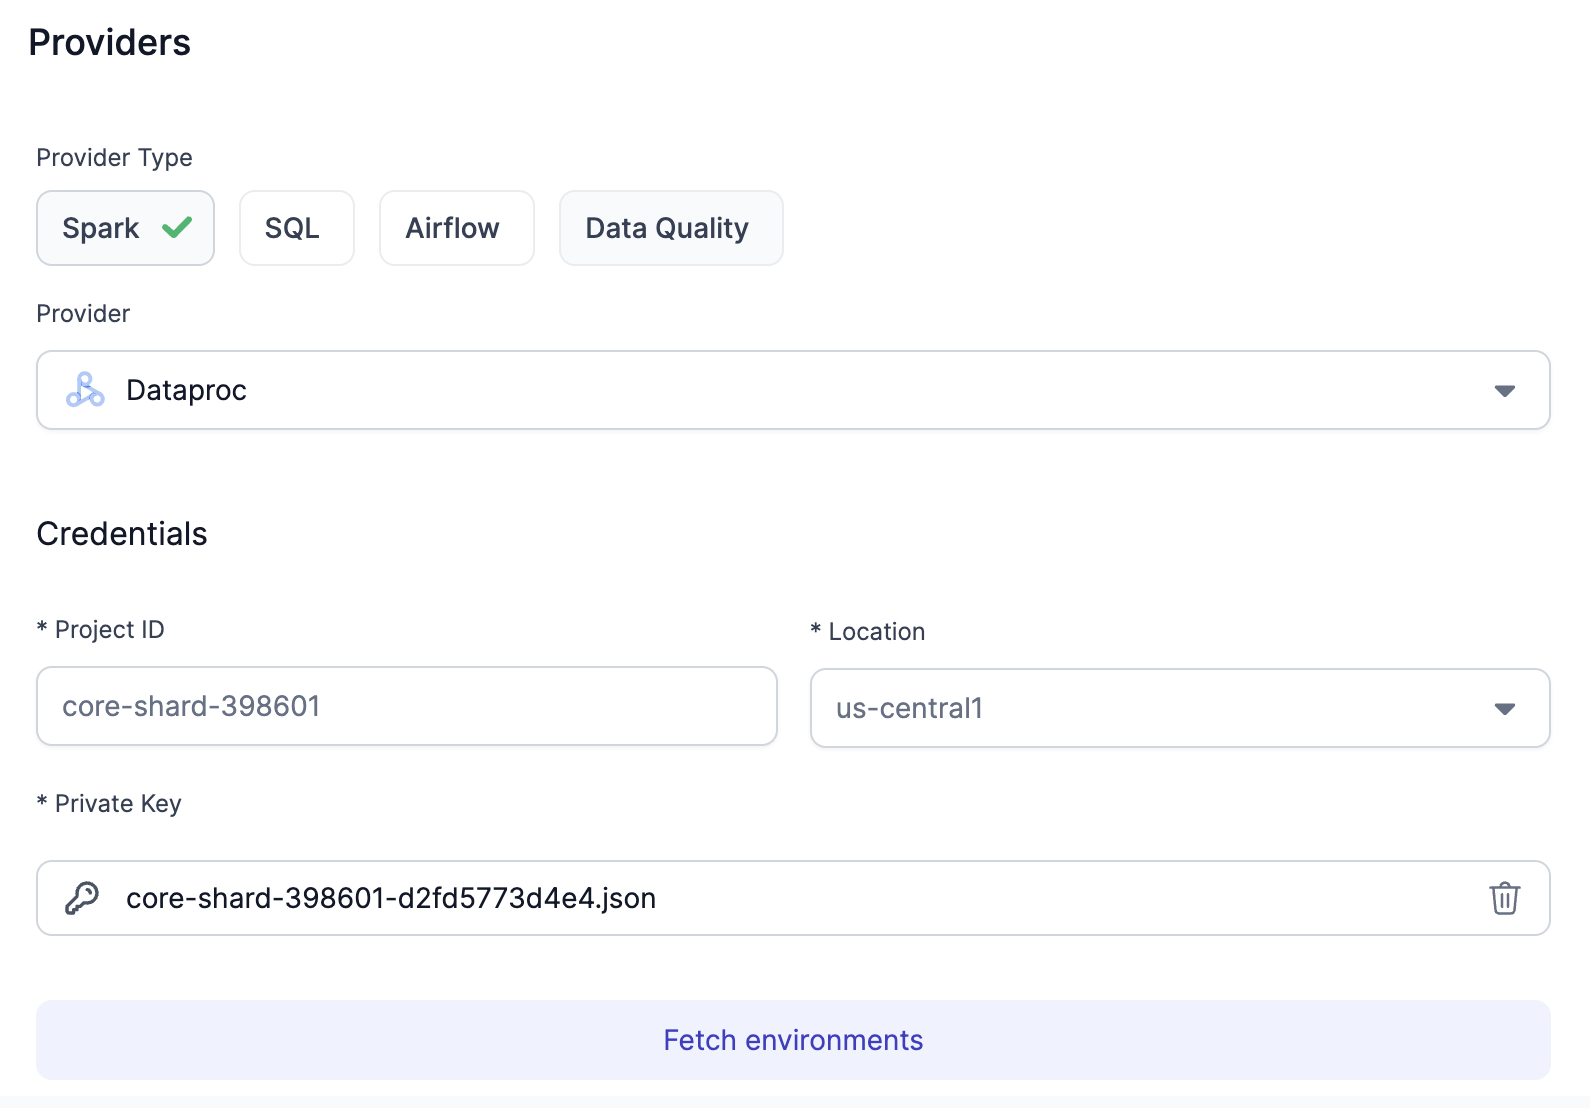 Providers
Provider Type
Spark SQL Airflow Data Quality
Provider
Dataproc
Credentials
* Project ID * Location
core-shard-398601 us-central1
* Private Key
core-shard-398601-d2fd5773d4e4.json
Fetch environments